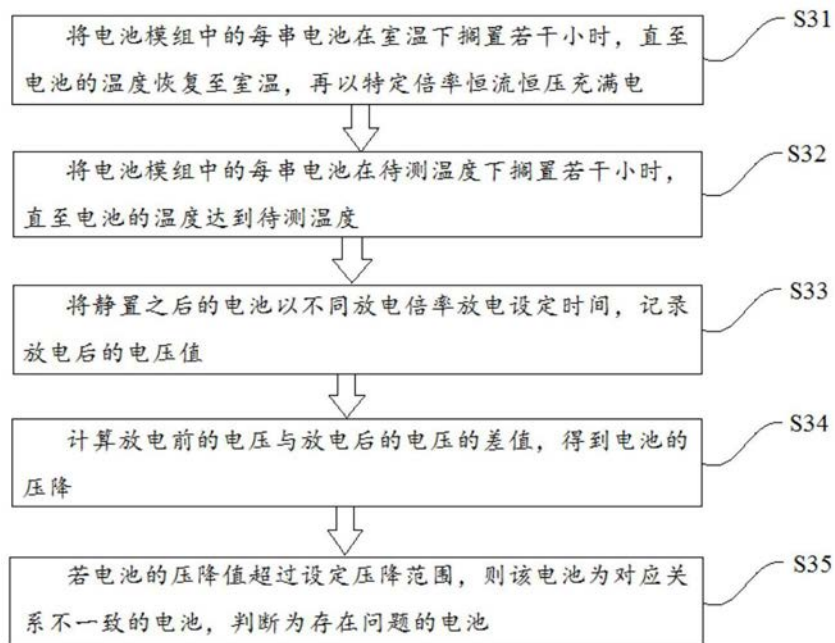 将电池模组中的每串电池在室温下搁置若干小时，直至
电池的温度恢复至室温，再以特定倍率恒流恒压充满电
S31
将电池模组中的每串电池在待测温度下搁置若干小时，
直至电池的温度达到待测温度
S32
将静置之后的电池以不同放电倍率放电设定时间，记录
放电后的电压值
S33
计算放电前的电压与放电后的电压的差值，得到电池的
压降
S34
若电池的压降值超过设定压降范围，则该电池为对应关
系不一致的电池，判断为存在问题的电池
S35